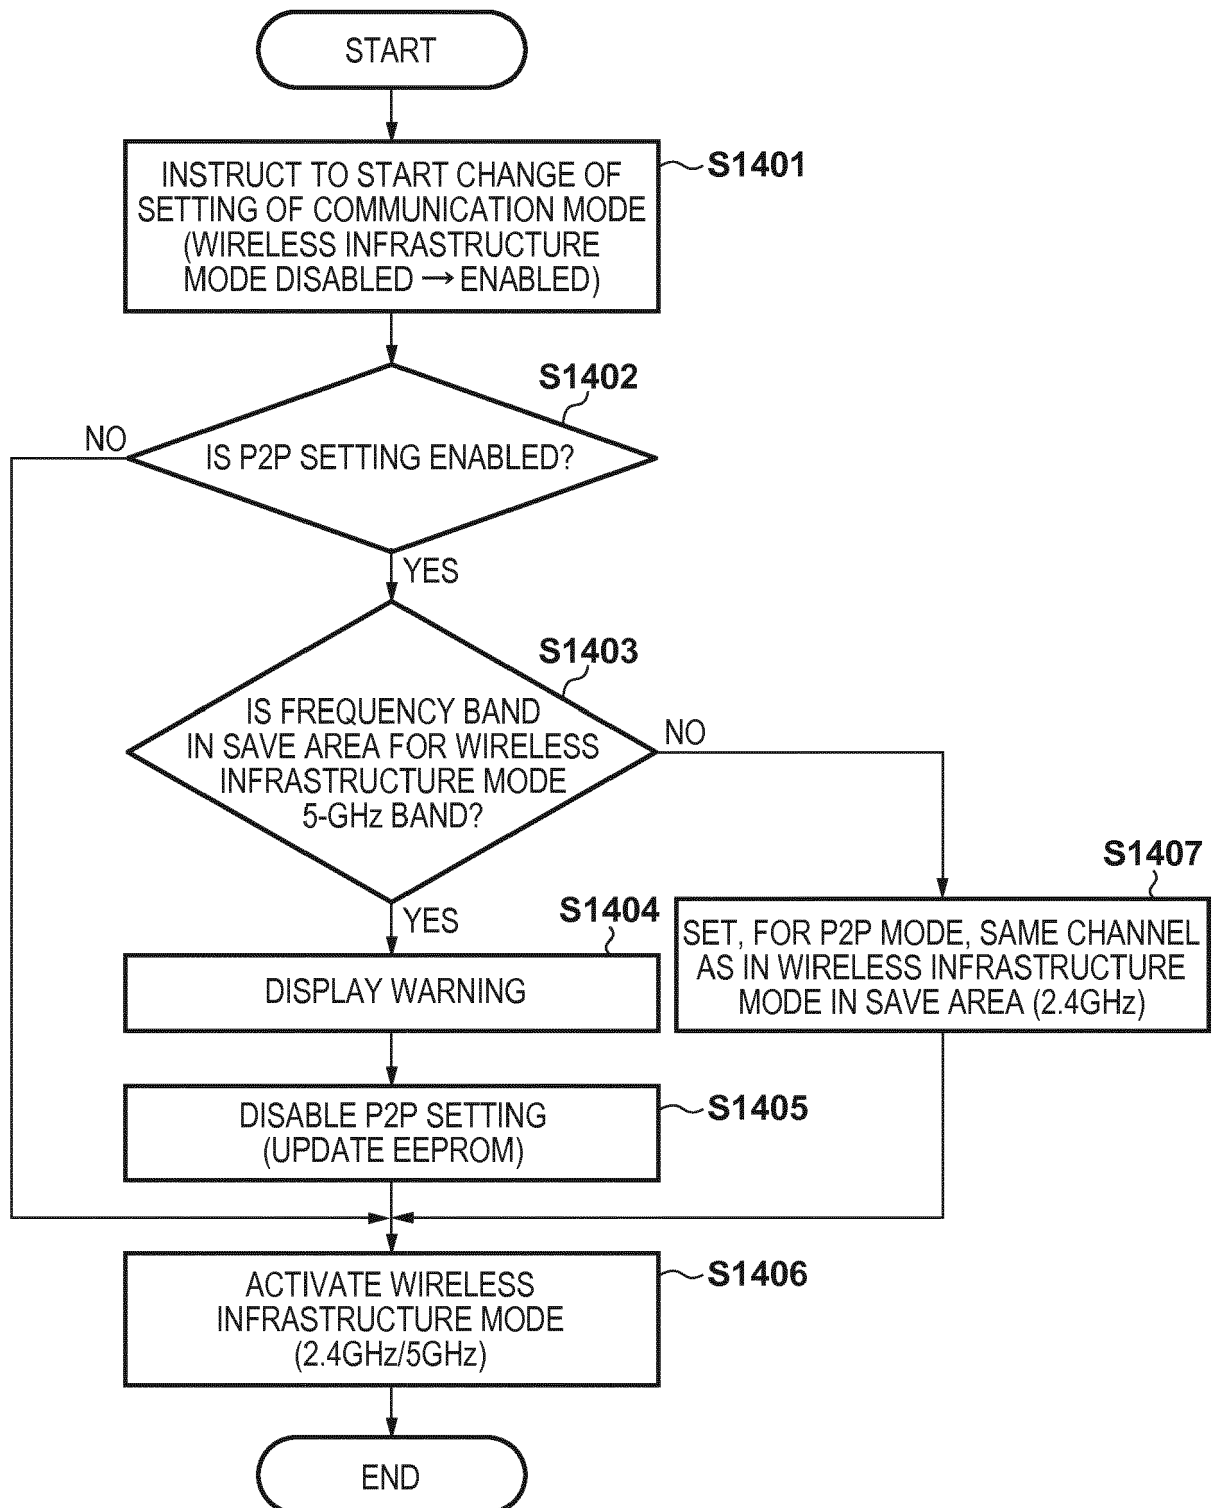 START
INSTRUCT TO START CHANGE OF
SETTING OF COMMUNICATION MODE
(WIRELESS INFRASTRUCTURE
MODE DISABLED → ENABLED)
S1401
S1402
IS P2P SETTING ENABLED?
NO
YES
S1403
IS FREQUENCY BAND
IN SAVE AREA FOR WIRELESS
INFRASTRUCTURE MODE
5-GHz BAND?
NO
YES
S1404
DISPLAY WARNING
S1407
SET, FOR P2P MODE, SAME CHANNEL
AS IN WIRELESS INFRASTRUCTURE
MODE IN SAVE AREA (2.4GHz)
DISABLE P2P SETTING
(UPDATE EEPROM)
S1405
ACTIVATE WIRELESS
INFRASTRUCTURE MODE
(2.4GHz/5GHz)
S1406
END